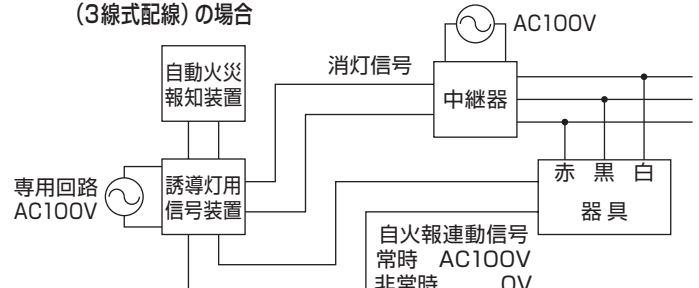 (3線式配線)の場合
AC100V
消灯信号
自動火災
報知装置
中継器
赤 黒 白
専用回路
AC100V
誘導灯用
信号装置
器具
自火報連動信号
常時 AC100V
非常時 0V